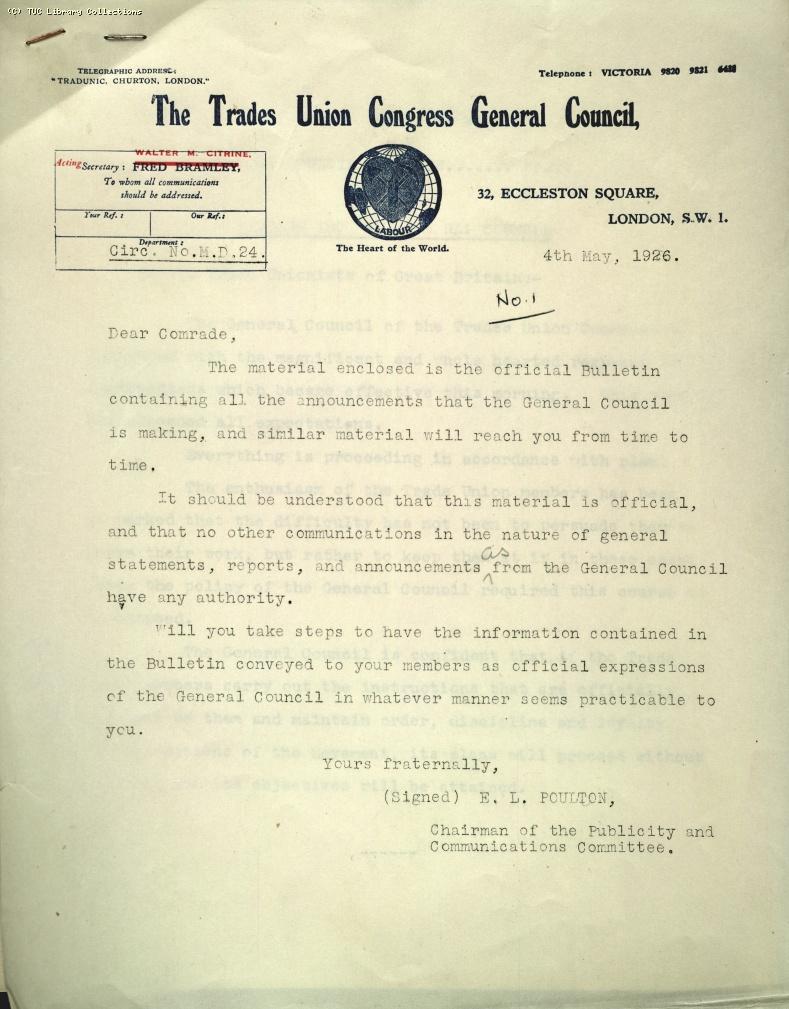 (C) TUC Library Collections
TELEGRAPHIC ADDRESS:
"TRADUNIC, CHURTON, LONDON."
Telephone: VICTORIA 9820 9821 6488
The Trades Union Congress General Council,
WALTER M. CITRINE,
Acting Secretary: FRED BRAMLEY,
To whom all communications
should be addressed.
Your Ref.: Our Ref.:
Department:
Circ. No.M.D.24.
LABOUR
The Heart of the World.
32, ECCLESTON SQUARE,
LONDON, S.W. 1.
4th May, 1926.
No.1
Dear Comrade,
The material enclosed is the official Bulletin
containing all the announcements that the General Council
is making, and similar material will reach you from time to
time.
It should be understood that this material is official,
and that no other communications in the nature of general
statements, reports, and announcements as from the General Council
have any authority.
Will you take steps to have the information contained in
the Bulletin conveyed to your members as official expressions
of the General Council in whatever manner seems practicable to
you.
Yours fraternally,
(Signed) E. L. POULTON,
Chairman of the Publicity and
Communications Committee.